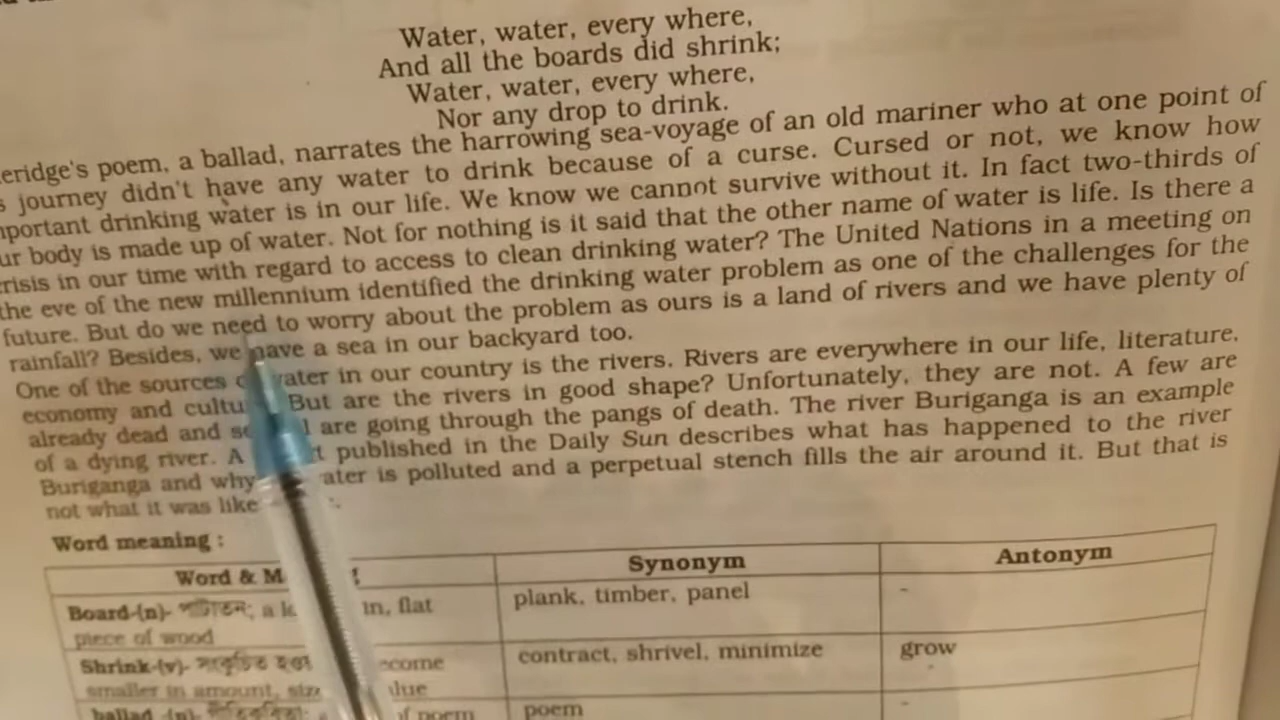 Water, water, every where,
And all the boards did shrink;
Water, water, every where,
Nor any drop to drink.
eridge's poem, a ballad, narrates the harrowing sea-voyage of an old mariner who at one point of
s journey didn't have any water to drink because of a curse. Cursed or not, we know how
mportant drinking water is in our life. We know we cannot survive without it. In fact two-thirds of
ur body is made up of water. Not for nothing is it said that the other name of water is life. Is there a
risis in our time with regard to access to clean drinking water? The United Nations in a meeting on
the eve of the new millennium identified the drinking water problem as one of the challenges for the
future. But do we need to worry about the problem as ours is a land of rivers and we have plenty of
rainfall? Besides, we have a sea in our backyard too.
One of the sources water in our country is the rivers. Rivers are everywhere in our life, literature,
economy and cultu But are the rivers in good shape? Unfortunately, they are not. A few are
already dead and are going through the pangs of death. The river Buriganga is an example
of a dying river. A published in the Daily Sun describes what has happened to the river
Buriganga and why ater is polluted and a perpetual stench fills the air around it. But that is
not what it was like
Word meaning :
Word & M Synonym Antonym
Board-(n)- পাটাতন; a in, flat plank, timber, panel -
piece of wood
Shrink-(v)- সংকুচিত হওয়া ecome contract, shrivel, minimize grow
smaller in amount, size lue
ballad -(n)- গীতিকবিতা; of poem poem -